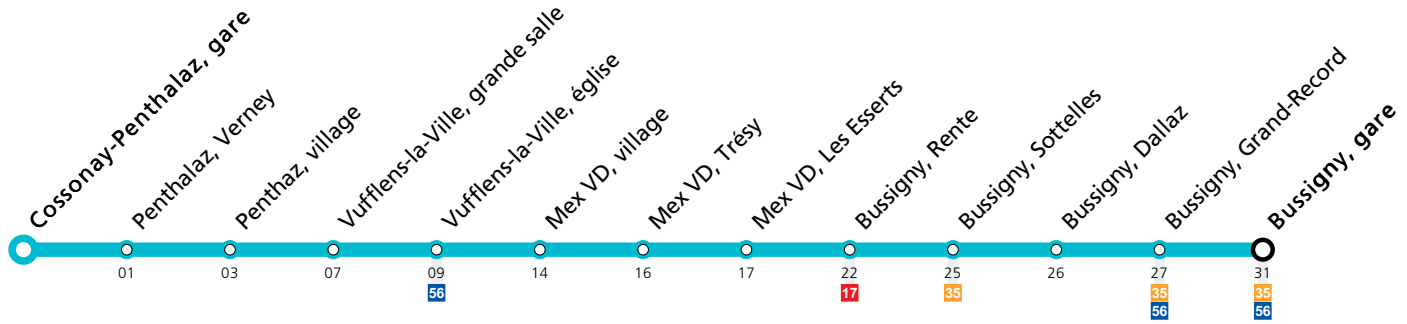 Cossonay-Penthalaz, gare
Penthalaz, Verney
Penthaz, village
Vufflens-la-Ville, grande salle
Vufflens-la-Ville, église
Mex VD, village
Mex VD, Trésy
Mex VD, Les Esserts
Bussigny, Rente
Bussigny, Sottelles
Bussigny, Dallaz
Bussigny, Grand-Record
Bussigny, gare
01 03 07 09 14 16 17 22 25 26 27 31
56 17 35 35 35
56 56